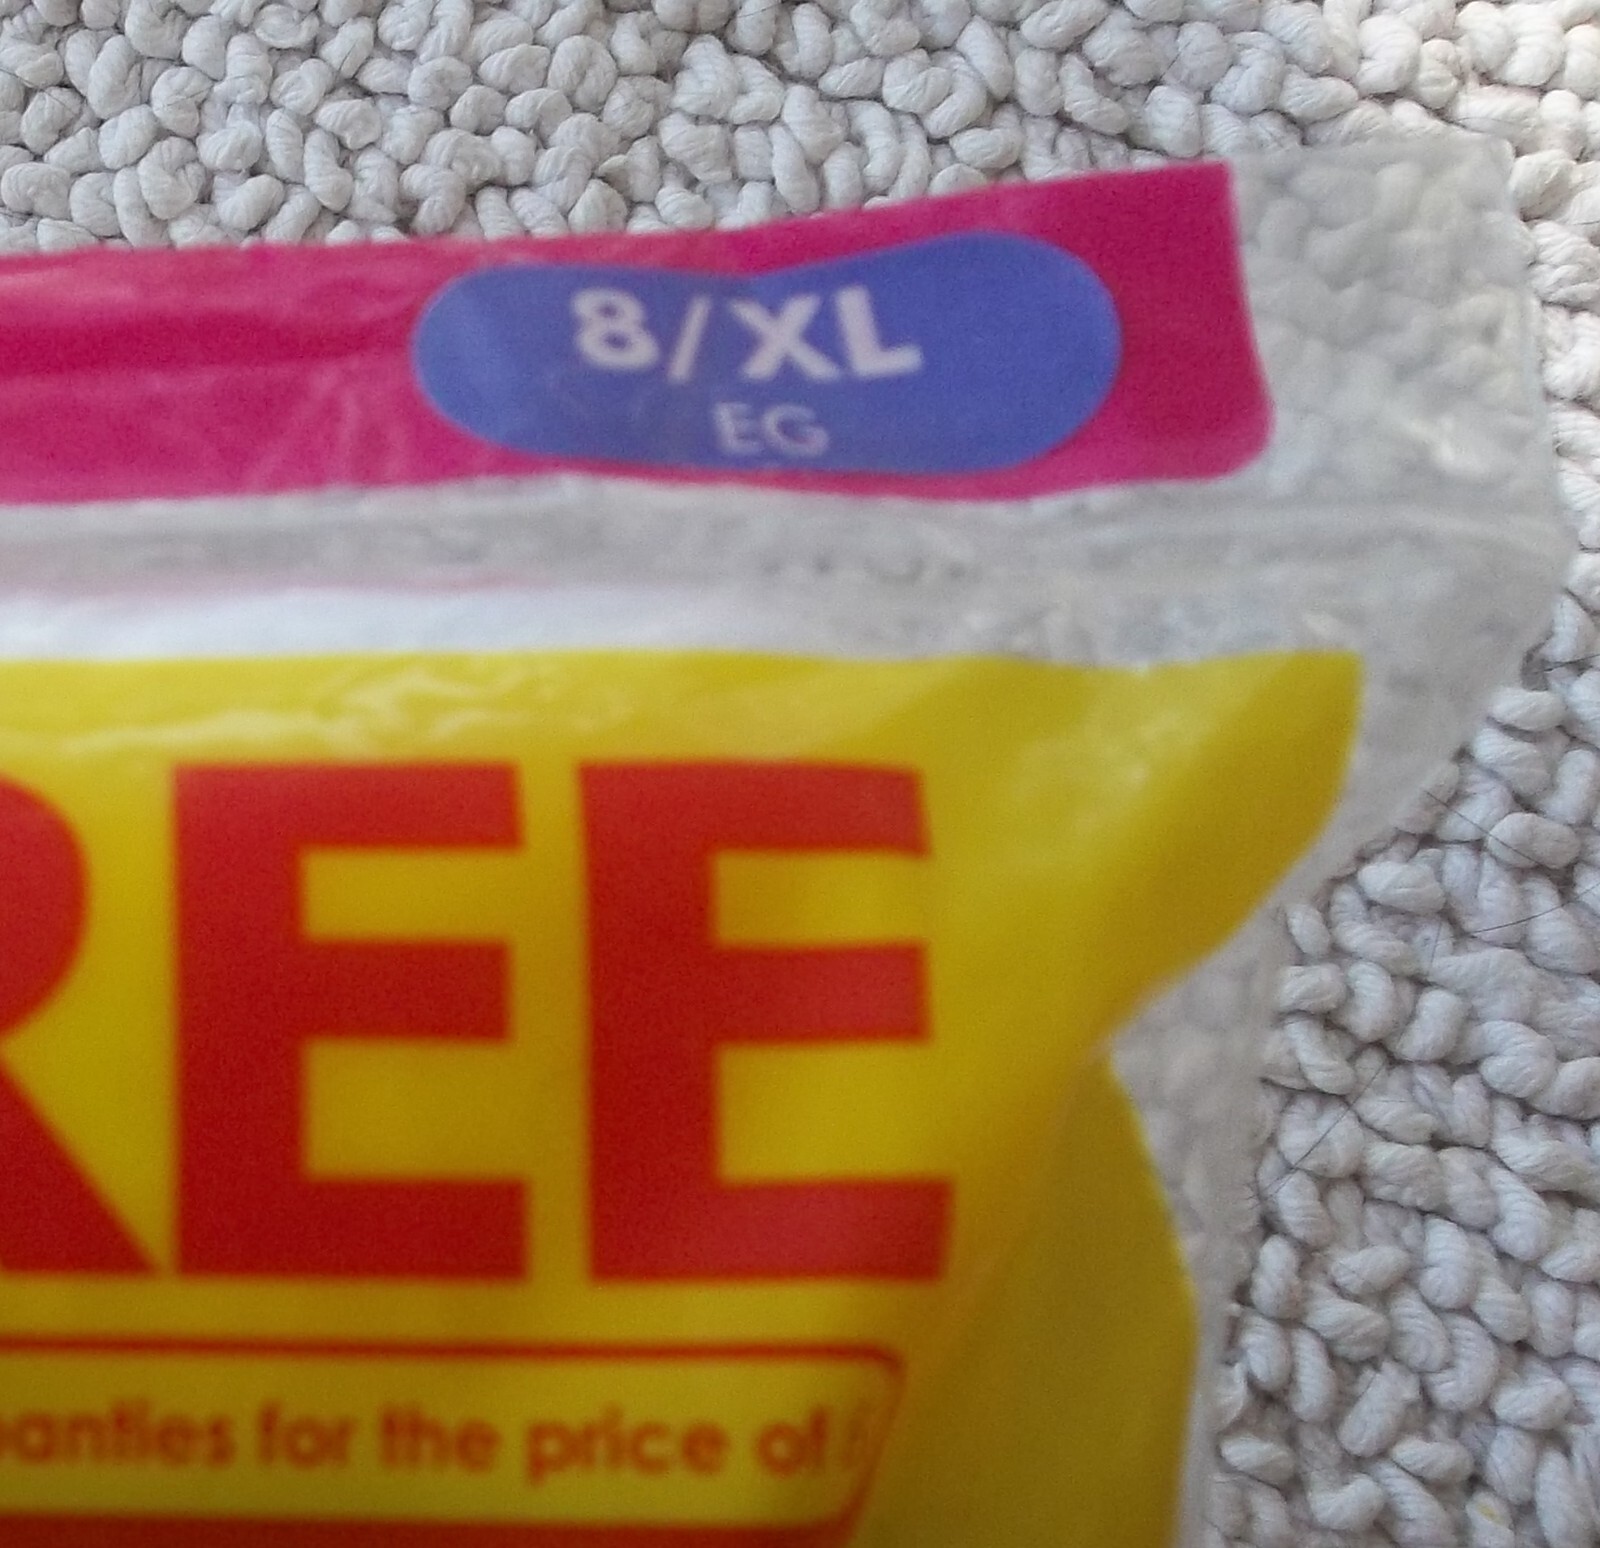 8/XL
EG
REE
panties for the price of